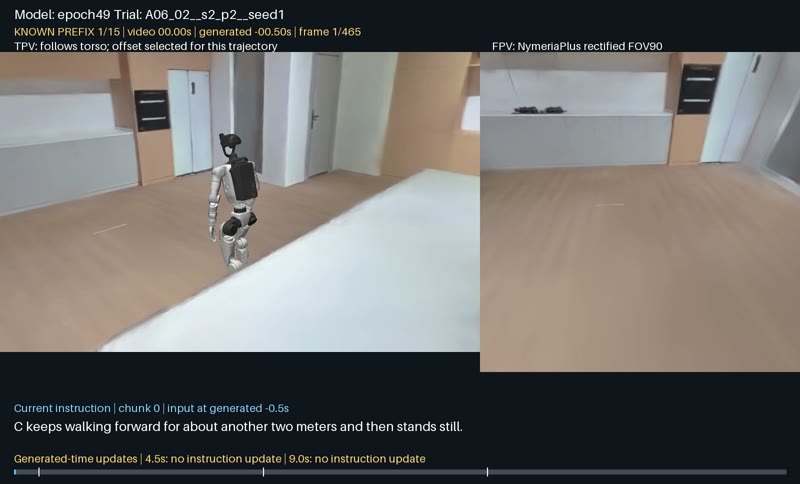 Model: epoch49 Trial: A06_02__s2_p2__seed1
KNOWN PREFIX 1/15 | video 00.00s | generated -00.50s | frame 1/465
TPV: follows torso; offset selected for this trajectory
FPV: NymeriaPlus rectified FOV90
Current instruction | chunk 0 | input at generated -0.5s
C keeps walking forward for about another two meters and then stands still.
Generated-time updates | 4.5s: no instruction update | 9.0s: no instruction update